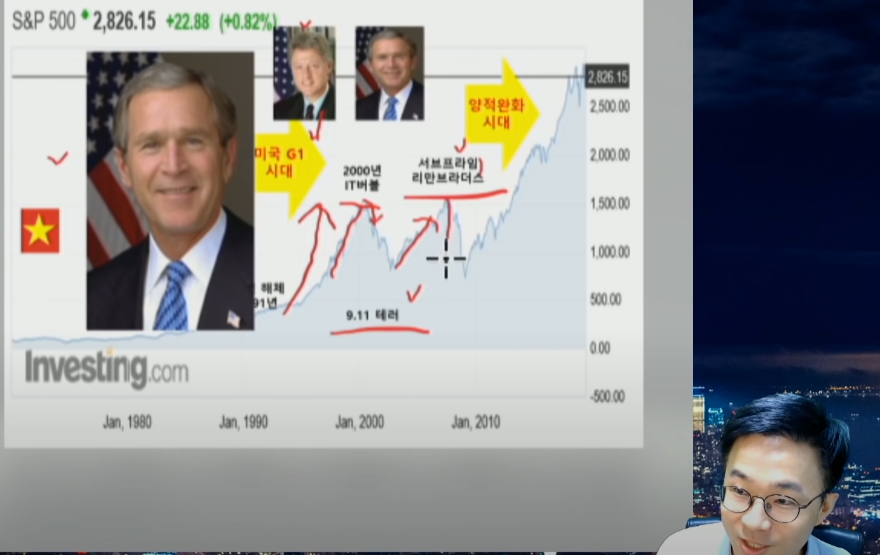 S&P 500 2,826.15 +22.88 (+0.82%)
2,826.15
양적완화
시대
2,500.00
미국 G1
시대
2000년
IT버블
서브프라임
리만브라더스
2,000.00
1,500.00
1,000.00
해체
91년
9.11 테러
500.00
0.00
Investing.com
-500.00
Jan, 1980
Jan, 1990
Jan, 2000
Jan, 2010